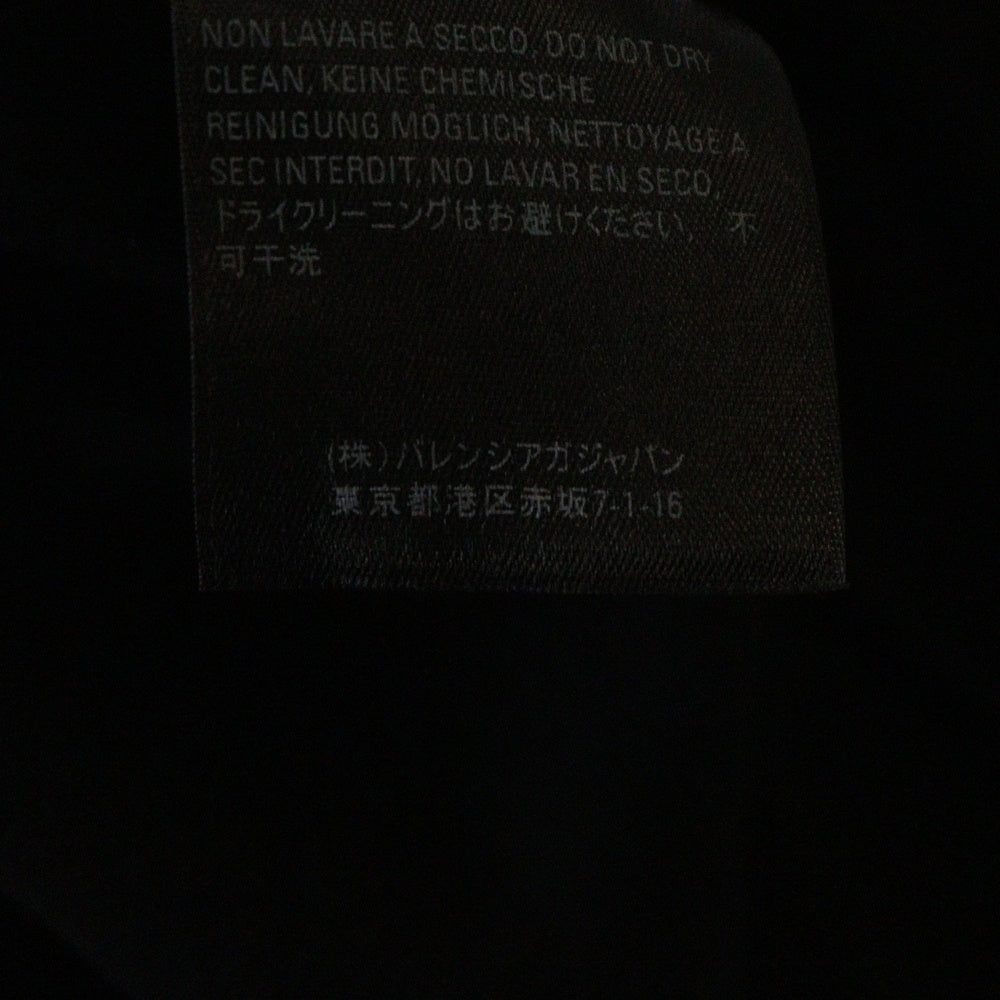 NON LAVARE A SECCO, DO NOT DRY
CLEAN, KEINE CHEMISCHE
REINIGUNG MÖGLICH, NETTOYAGE A
SEC INTERDIT, NO LAVAR EN SECO,
ドライクリーニングはお避けください, 不
可干洗
(株)バレンシアガジャパン
東京都港区赤坂7-1-16